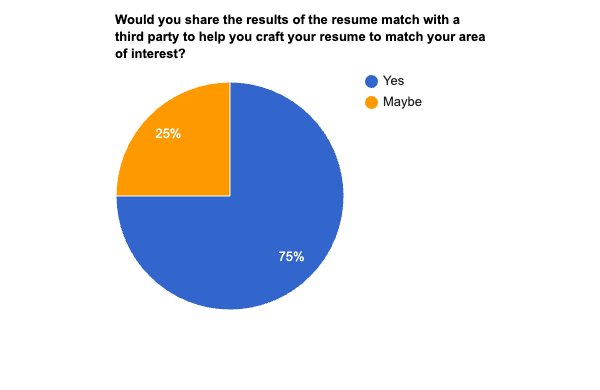 Would you share the results of the resume match with a
third party to help you craft your resume to match your area
of interest?
Yes
Maybe
25%
75%